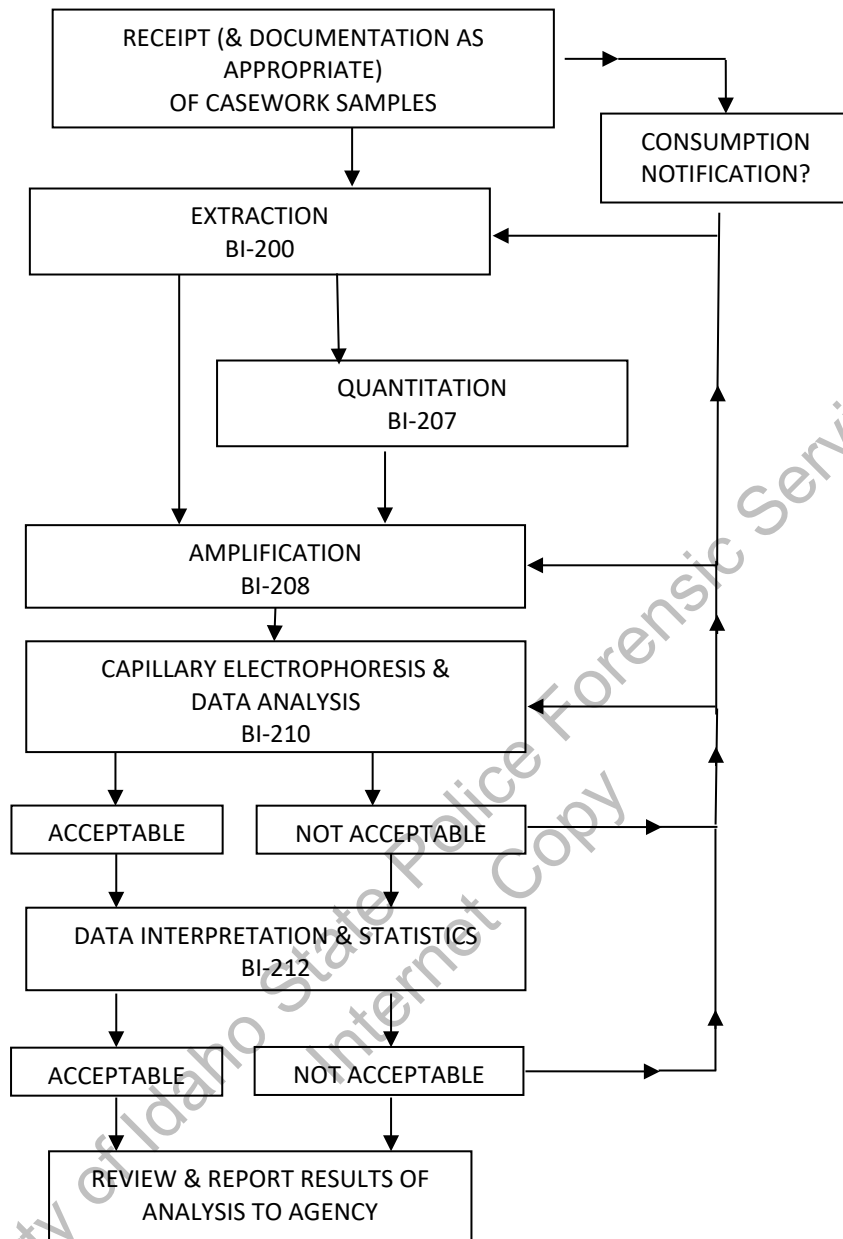 RECEIPT (& DOCUMENTATION AS
APPROPRIATE)
OF CASEWORK SAMPLES
CONSUMPTION
NOTIFICATION?
EXTRACTION
BI-200
QUANTITATION
BI-207
AMPLIFICATION
BI-208
CAPILLARY ELECTROPHORESIS &
DATA ANALYSIS
BI-210
ACCEPTABLE
NOT ACCEPTABLE
DATA INTERPRETATION & STATISTICS
BI-212
ACCEPTABLE
NOT ACCEPTABLE
REVIEW & REPORT RESULTS OF
ANALYSIS TO AGENCY
of Idaho State Police Forensic
Internet Copy